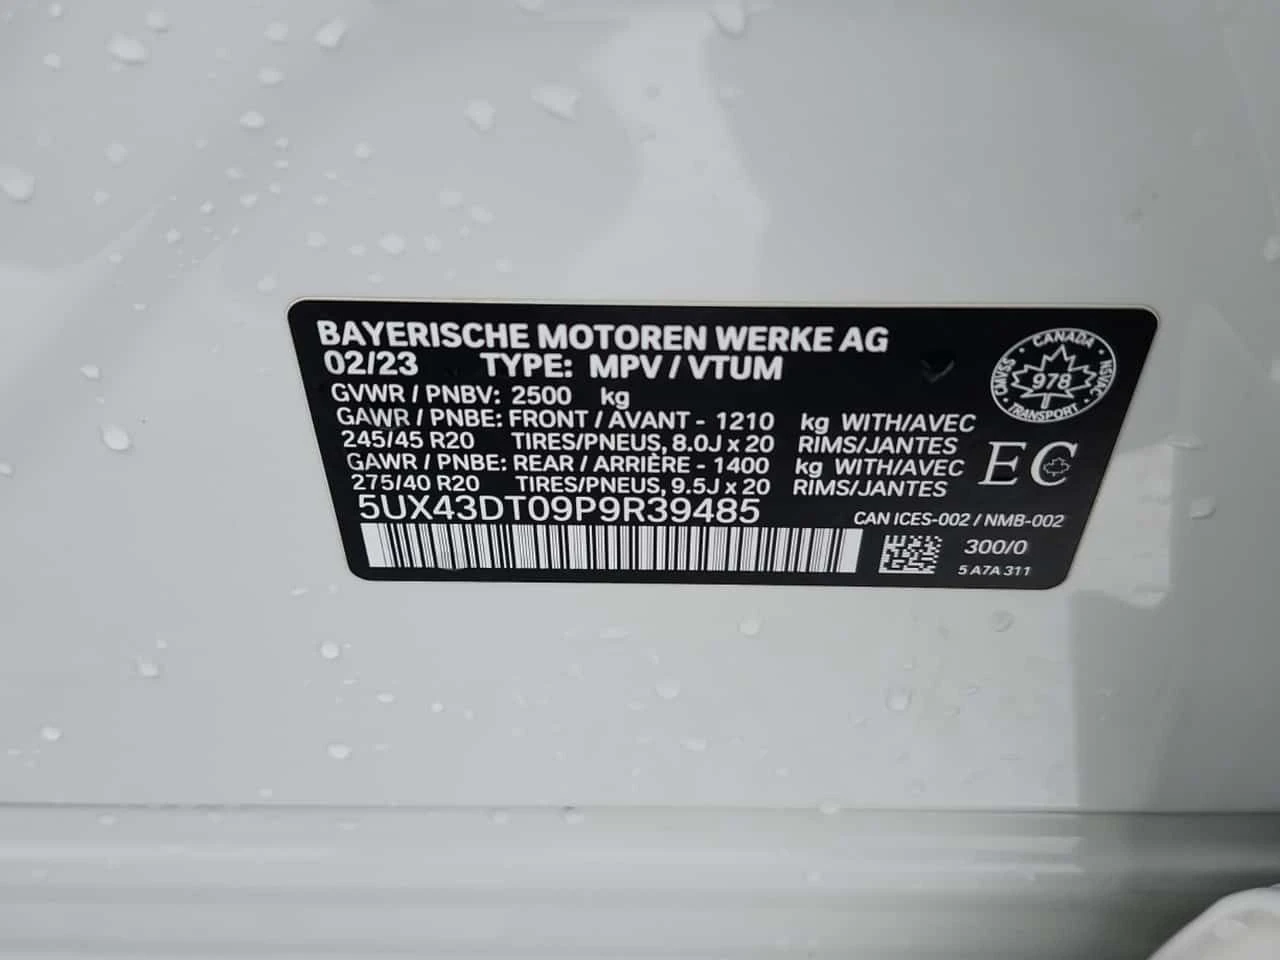 BAYERISCHE MOTOREN WERKE AG
02/23 TYPE: MPV / VTUM
GVWR / PNBV: 2500 kg
GAWR / PNBE: FRONT / AVANT - 1210 kg WITH/AVEC
245/45 R20 TIRES/PNEUS, 8.0J x 20 RIMS/JANTES
GAWR / PNBE: REAR / ARRIÈRE - 1400 kg WITH/AVEC
275/40 R20 TIRES/PNEUS, 9.5J x 20 RIMS/JANTES
5UX43DT09P9R39485
CANADA
CMVSS 978 NSVAC
TRANSPORT
EC
CAN ICES-002 / NMB-002
300/0
5 A7A 311